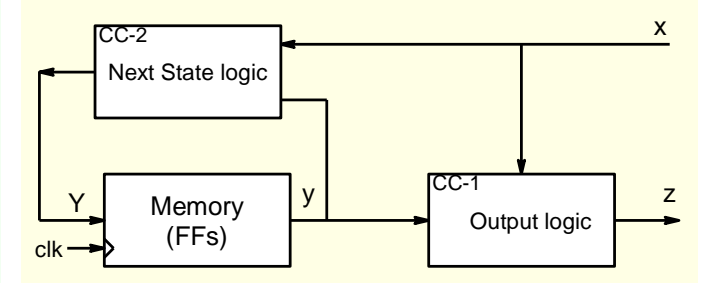 CC-2
x
Next State logic
Y
Memory
(FFs)
y
CC-1
Output logic
z
clk